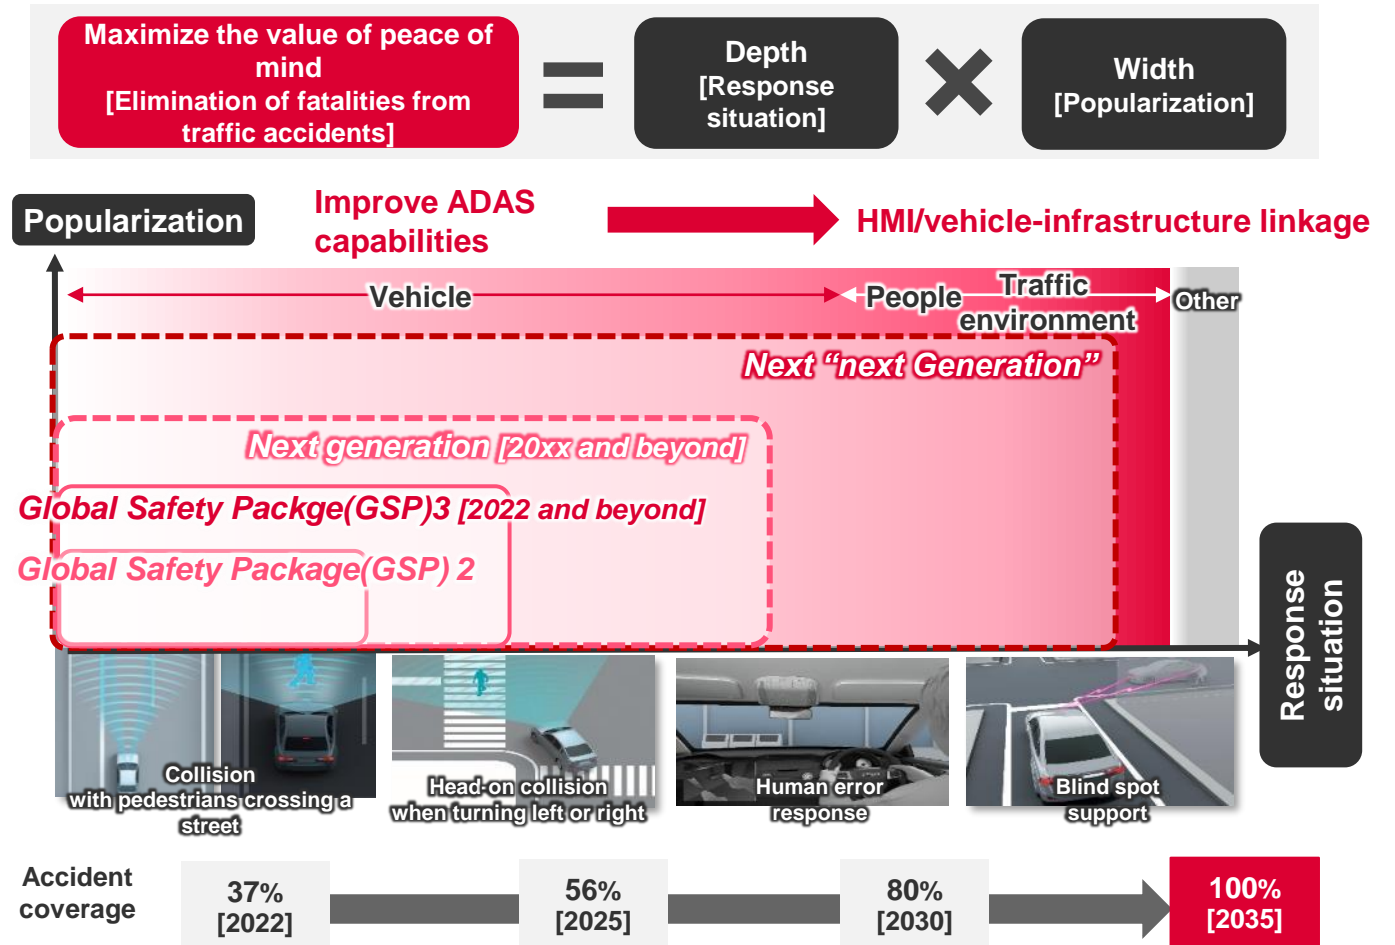 Maximize the value of peace of
mind
[Elimination of fatalities from
traffic accidents]
=
Depth
[Response
situation]
×
Width
[Popularization]
Popularization
Improve ADAS
capabilities
HMI/vehicle-infrastructure linkage
Vehicle
People
Traffic
environment
Other
Next “next Generation”
Next generation [20xx and beyond]
Global Safety Packge(GSP)3 [2022 and beyond]
Global Safety Package(GSP) 2
Response
situation
Collision
with pedestrians crossing a
street
Head-on collision
when turning left or right
Human error
response
Blind spot
support
Accident
coverage
37%
[2022]
56%
[2025]
80%
[2030]
100%
[2035]